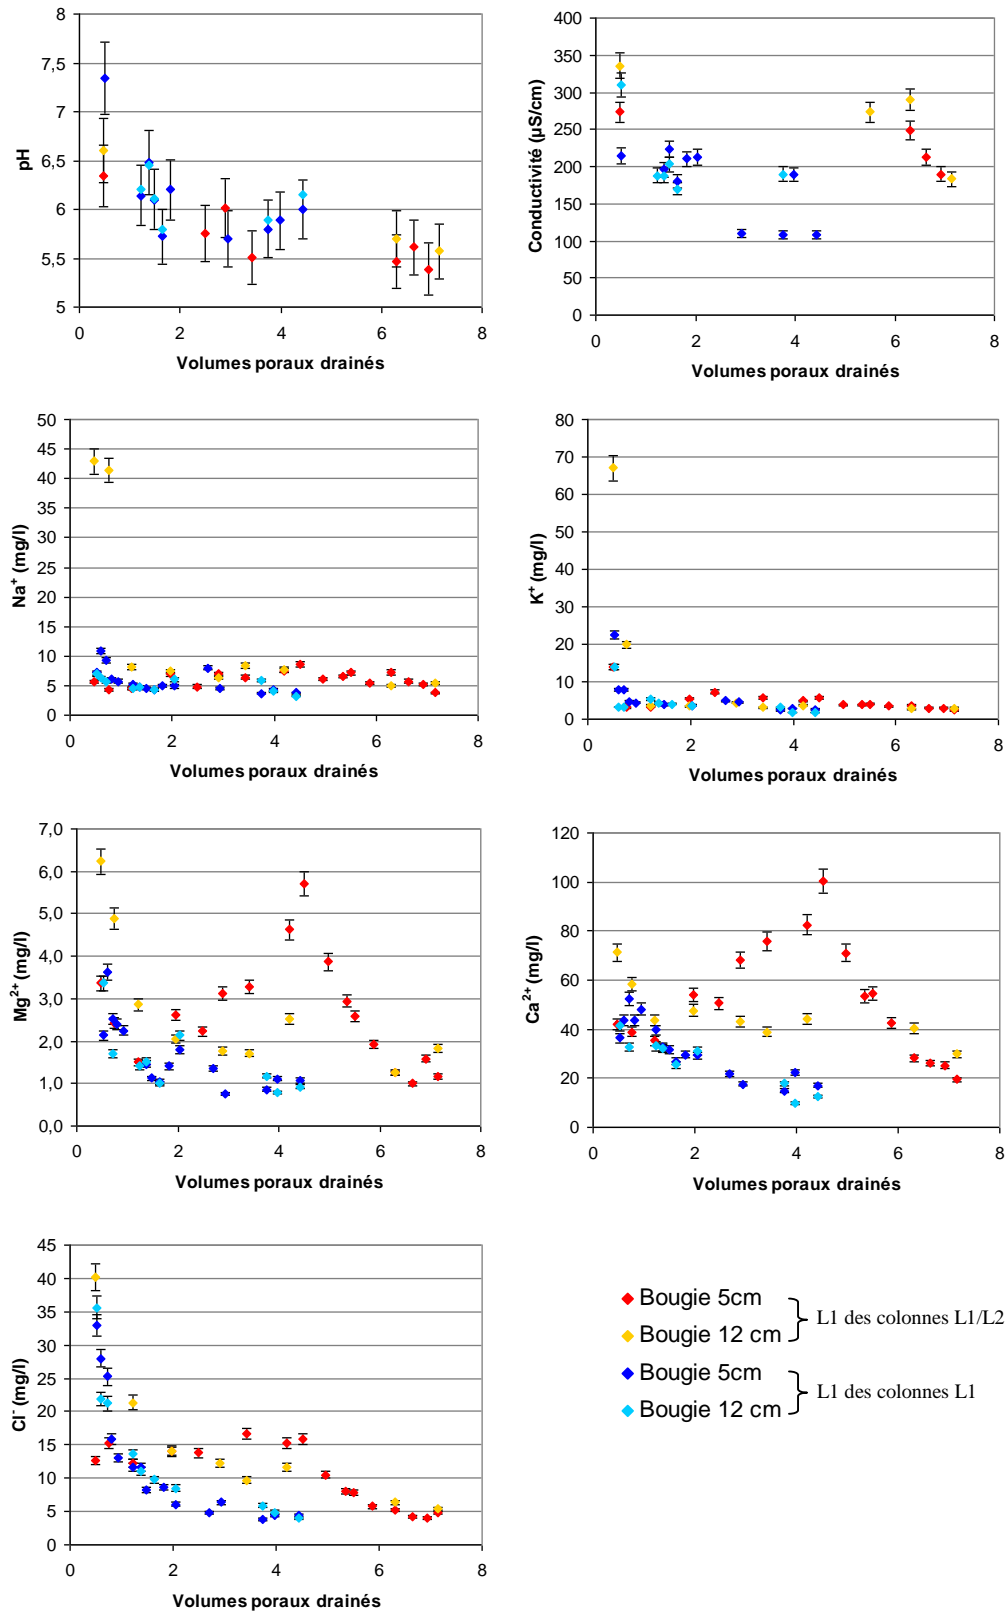 8
7,5
7
6,5
6
5,5
5
pH
0 2 4 6 8
Volumes poraux drainés
400
350
300
250
200
150
100
50
0
Conductivité (µS/cm)
0 2 4 6 8
Volumes poraux drainés
50
45
40
35
30
25
20
15
10
5
0
Na⁺ (mg/l)
0 2 4 6 8
Volumes poraux drainés
80
70
60
50
40
30
20
10
0
K⁺ (mg/l)
0 2 4 6 8
Volumes poraux drainés
7,0
6,0
5,0
4,0
3,0
2,0
1,0
0,0
Mg²⁺ (mg/l)
0 2 4 6 8
Volumes poraux drainés
120
100
80
60
40
20
0
Ca²⁺ (mg/l)
0 2 4 6 8
Volumes poraux drainés
45
40
35
30
25
20
15
10
5
0
Cl⁻ (mg/l)
0 2 4 6 8
Volumes poraux drainés
Bougie 5cm
Bougie 12 cm
L1 des colonnes L1/L2
Bougie 5cm
Bougie 12 cm
L1 des colonnes L1